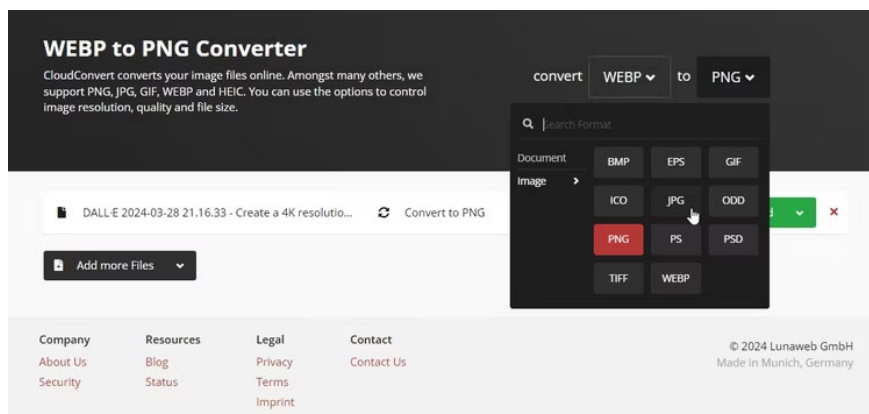 WEBP to PNG Converter
CloudConvert converts your image files online. Amongst many others, we
support PNG, JPG, GIF, WEBP and HEIC. You can use the options to control
image resolution, quality and file size.
convert WEBP to PNG
Search Format
Document
Image
BMP EPS GIF
ICO JPG ODD
PNG PS PSD
TIFF WEBP
DALL·E 2024-03-28 21.16.33 - Create a 4K resolutio... Convert to PNG
Add more Files
Company Resources Legal Contact
About Us Blog Privacy Contact Us
Security Status Terms
Imprint
© 2024 Lunaweb GmbH
Made in Munich, Germany